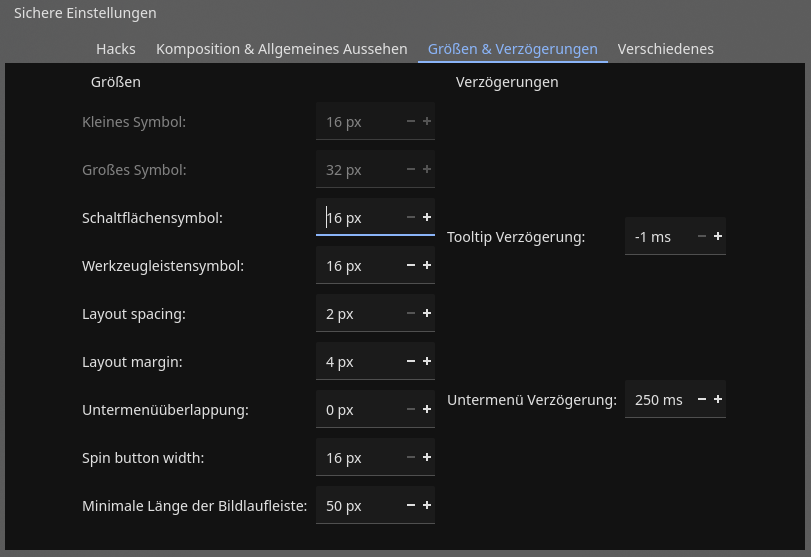 Sichere Einstellungen
Hacks Komposition & Allgemeines Aussehen Größen & Verzögerungen Verschiedenes
Größen Verzögerungen
Kleines Symbol: 16 px
Großes Symbol: 32 px
Schaltflächensymbol: 16 px
Tooltip Verzögerung: -1 ms
Werkzeugleistensymbol: 16 px
Layout spacing: 2 px
Layout margin: 4 px
Untermenü Verzögerung: 250 ms
Untermenüüberlappung: 0 px
Spin button width: 16 px
Minimale Länge der Bildlaufleiste: 50 px